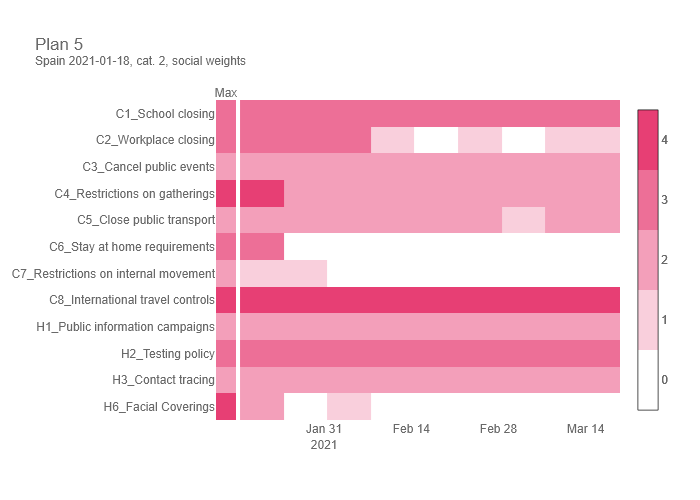 Plan 5
Spain 2021-01-18, cat. 2, social weights
Max
C1_School closing
C2_Workplace closing
C3_Cancel public events
C4_Restrictions on gatherings
C5_Close public transport
C6_Stay at home requirements
C7_Restrictions on internal movement
C8_International travel controls
H1_Public information campaigns
H2_Testing policy
H3_Contact tracing
H6_Facial Coverings
Jan 31 Feb 14 Feb 28 Mar 14
2021
4
3
2
1
0